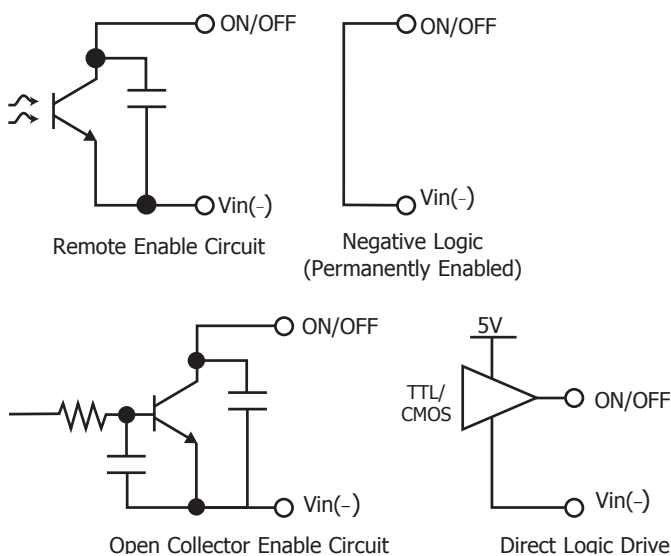 ON/OFF
Vin(−)
Remote Enable Circuit
ON/OFF
Vin(−)
Negative Logic
(Permanently Enabled)
ON/OFF
Vin(−)
Open Collector Enable Circuit
5V
TTL/
CMOS
ON/OFF
Vin(−)
Direct Logic Drive